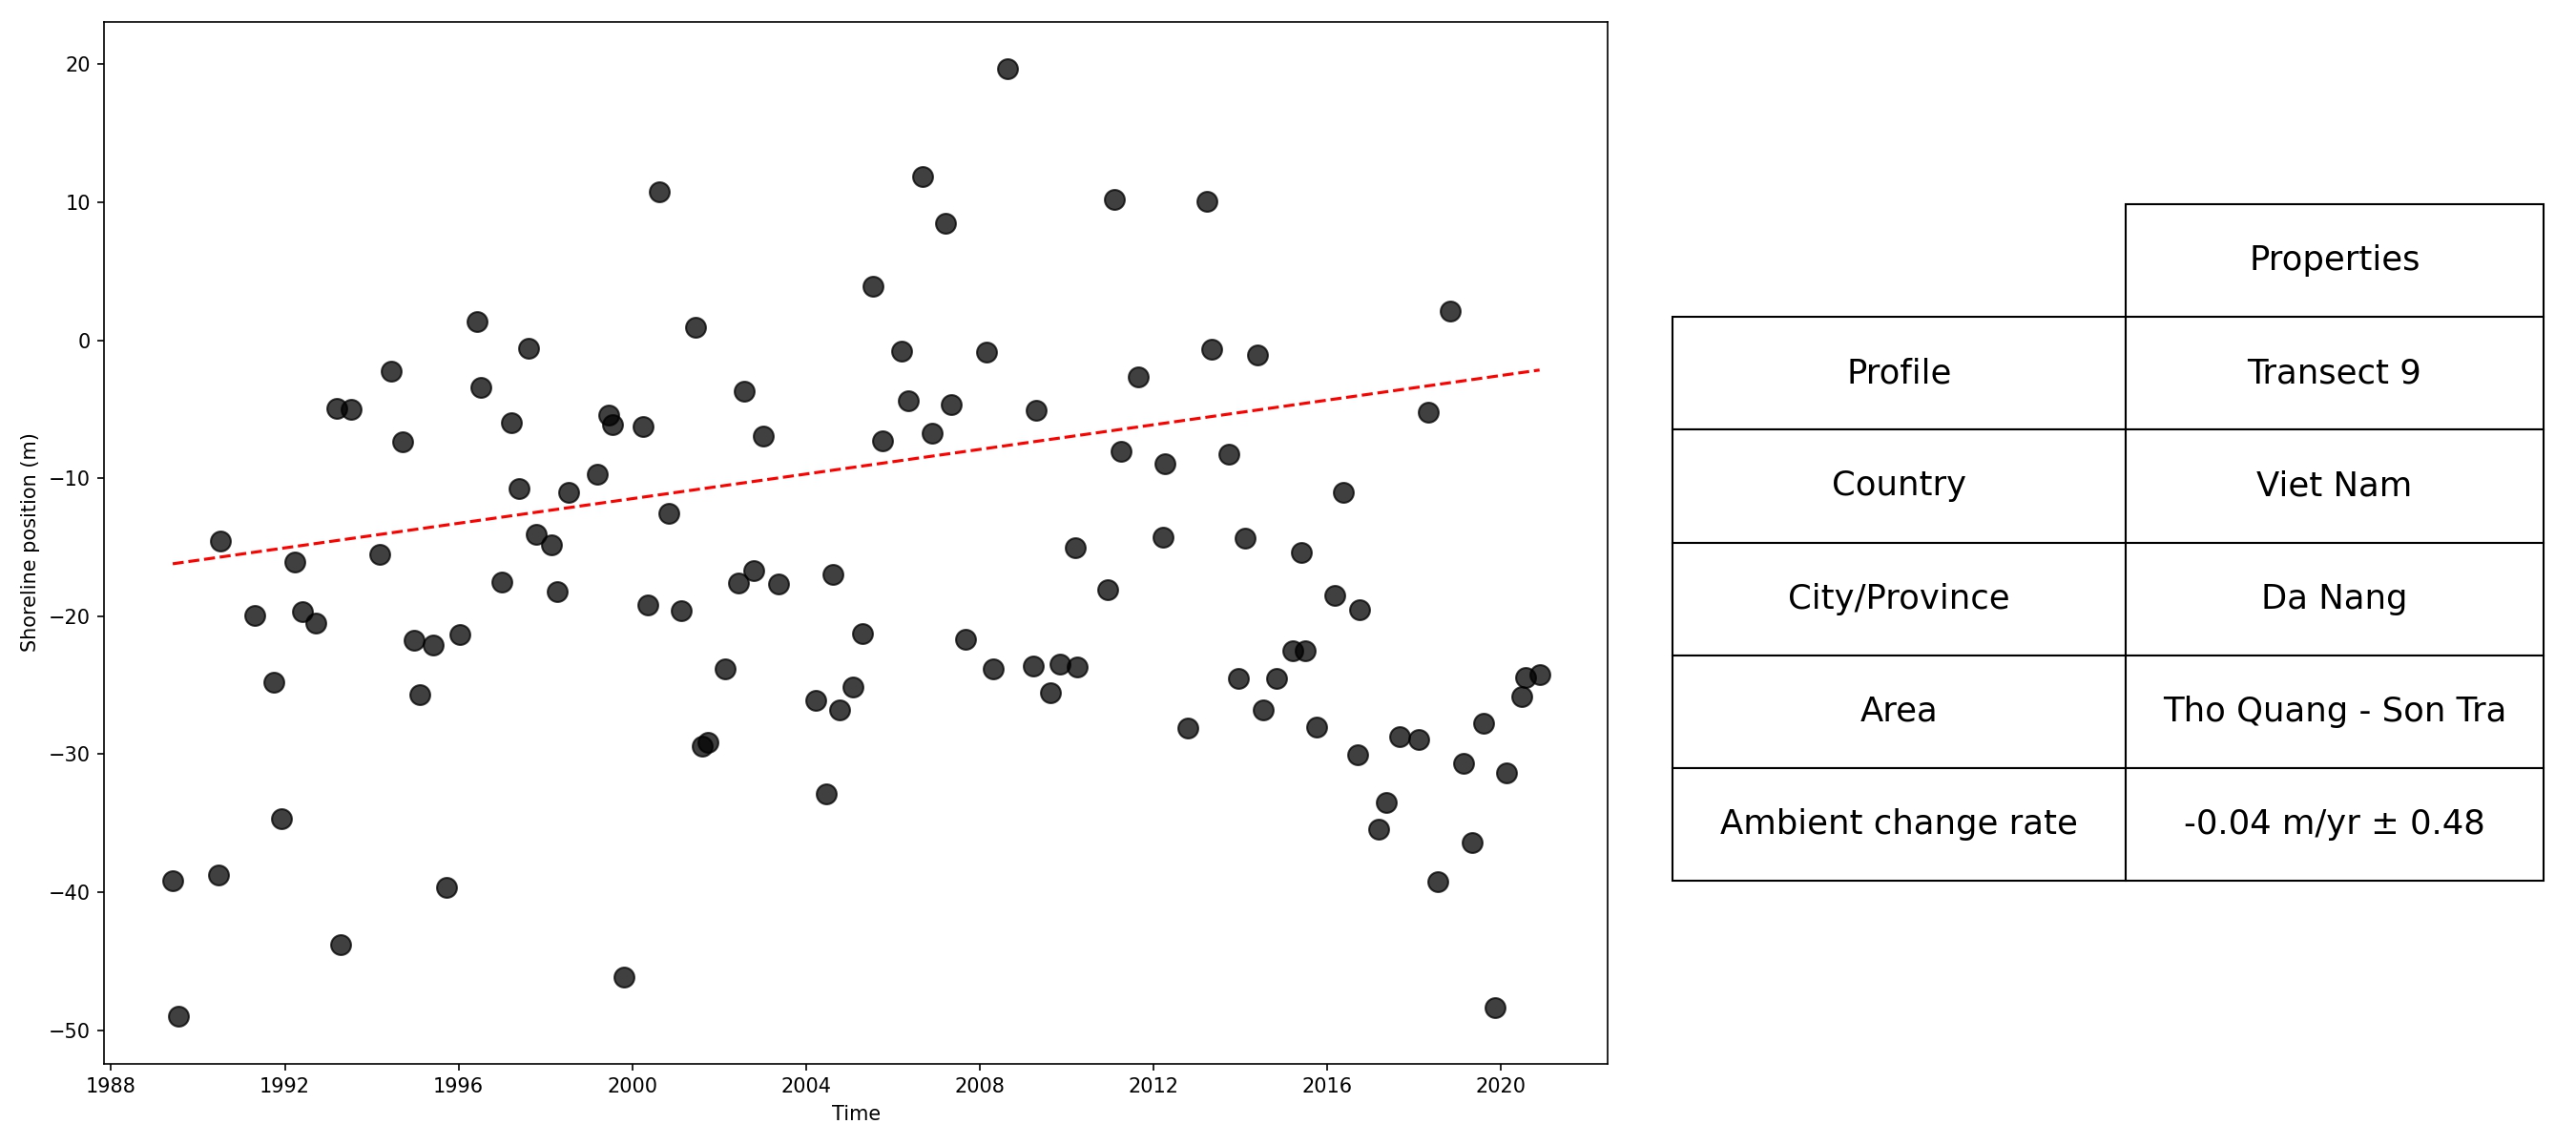 20
10
0
−10
−20
−30
−40
−50
Shoreline position (m)
1988 1992 1996 2000 2004 2008 2012 2016 2020
Time
Properties
Profile Transect 9
Country Viet Nam
City/Province Da Nang
Area Tho Quang - Son Tra
Ambient change rate -0.04 m/yr ± 0.48